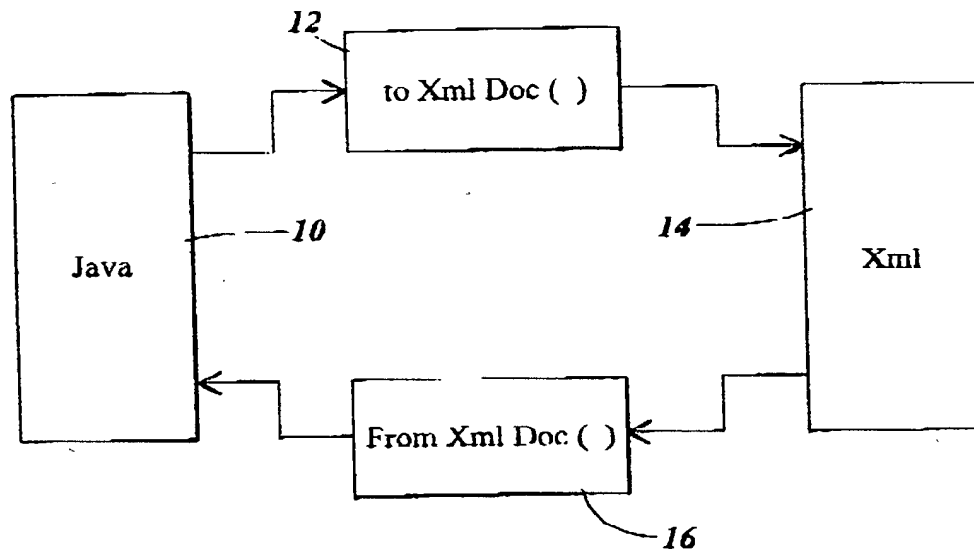 12
to Xml Doc ( )
10
14
Java
Xml
From Xml Doc ( )
16